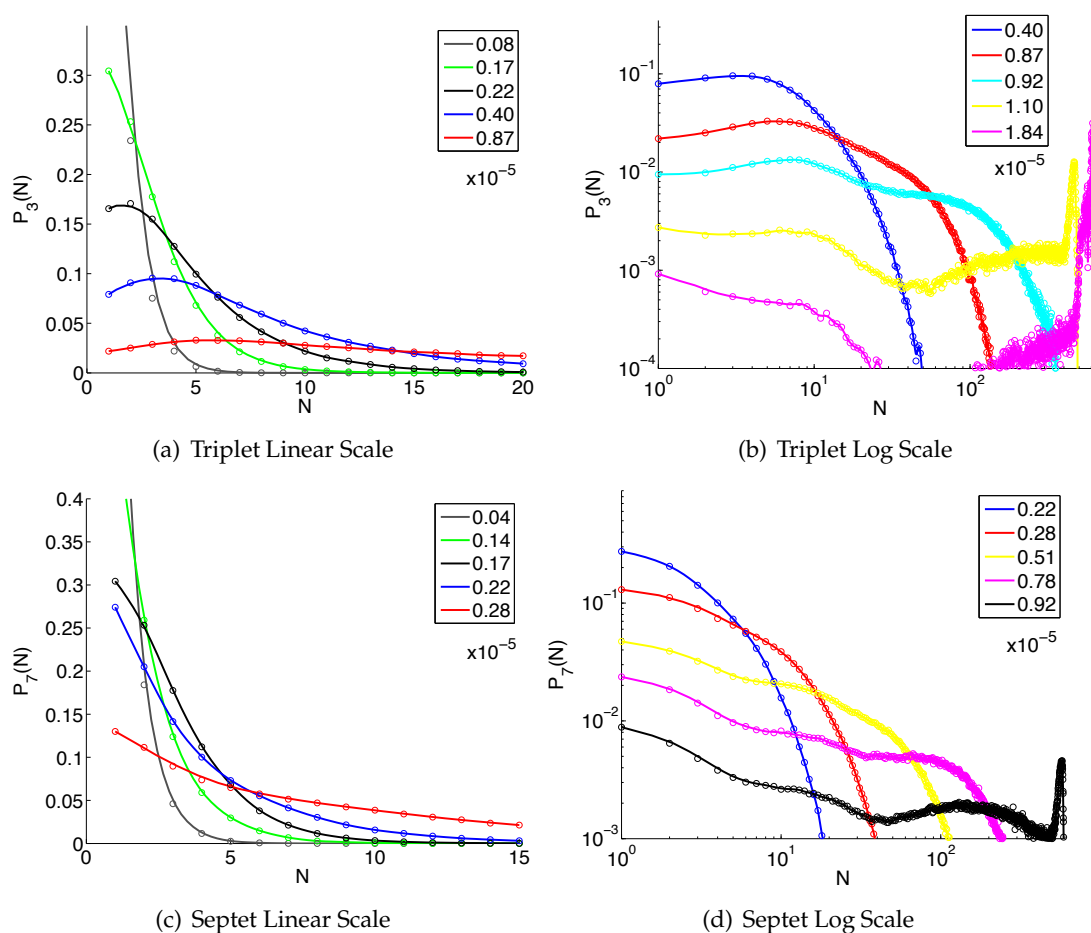 0.3
0.25
0.2
0.15
0.1
0.05
0
P_3(N)
0 5 10 15 20
N
0.08
0.17
0.22
0.40
0.87
x10^-5
(a) Triplet Linear Scale
10^-1
10^-2
10^-3
10^-4
P_3(N)
10^0 10^1 10^2
N
0.40
0.87
0.92
1.10
1.84
x10^-5
(b) Triplet Log Scale
0.4
0.35
0.3
0.25
0.2
0.15
0.1
0.05
0
P_7(N)
0 5 10 15
N
0.04
0.14
0.17
0.22
0.28
x10^-5
(c) Septet Linear Scale
10^-1
10^-2
10^-3
P_7(N)
10^0 10^1 10^2
N
0.22
0.28
0.51
0.78
0.92
x10^-5
(d) Septet Log Scale